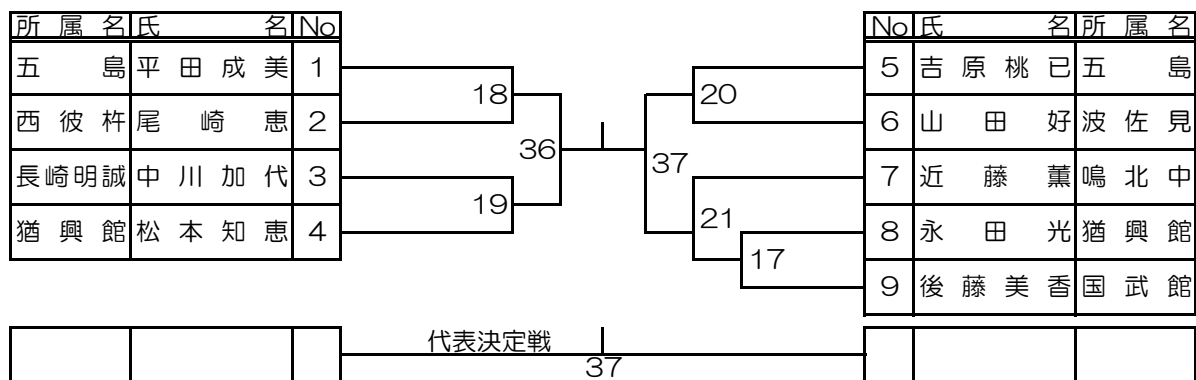 所属名 氏名 No
五島 平田成美 1
西彼杵 尾崎恵 2
長崎明誠 中川加代 3
猶興館 松本知恵 4
18
19
36
No 氏名 所属名
5 吉原桃已 五島
6 山田好 波佐見
7 近藤薫 鳴北中
8 永田光 猶興館
9 後藤美香 国武館
20
37
21
17
代表決定戦
37